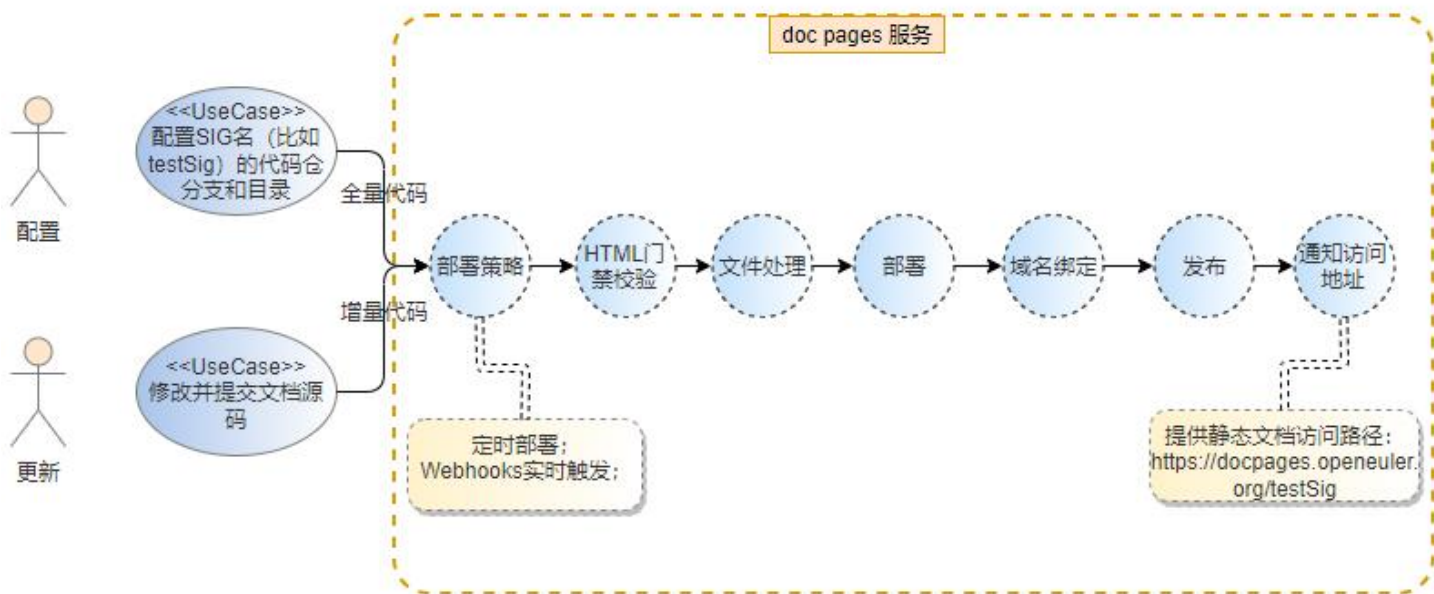 doc pages 服务
<<UseCase>>
配置SIG名（比如
testSig）的代码仓
分支和目录
配置
全量代码
部署策略
HTML门
禁校验
文件处理
部署
域名绑定
发布
通知访问
地址
增量代码
<<UseCase>>
修改并提交文档源
码
更新
定时部署；
Webhooks实时触发；
提供静态文档访问路径：
https://docpages.openeuler.
org/testSig